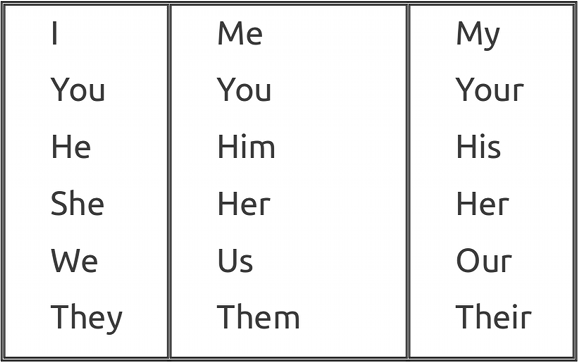 I Me My
You You Your
He Him His
She Her Her
We Us Our
They Them Their